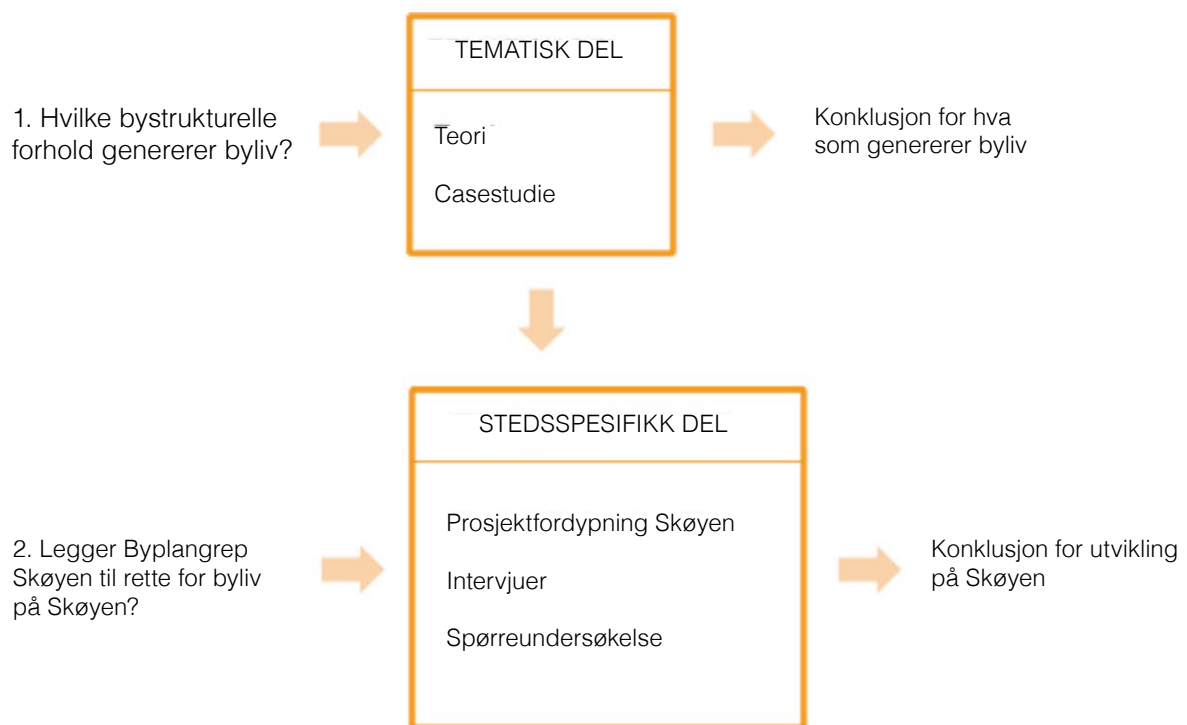 TEMATISK DEL
1. Hvilke bystrukturelle
forhold genererer byliv?
Teori
Casestudie
Konklusjon for hva
som genererer byliv
STEDSSPESIFIKK DEL
2. Legger Byplangrep
Skøyen til rette for byliv
på Skøyen?
Prosjektfordypning Skøyen
Intervjuer
Spørreundersøkelse
Konklusjon for utvikling
på Skøyen